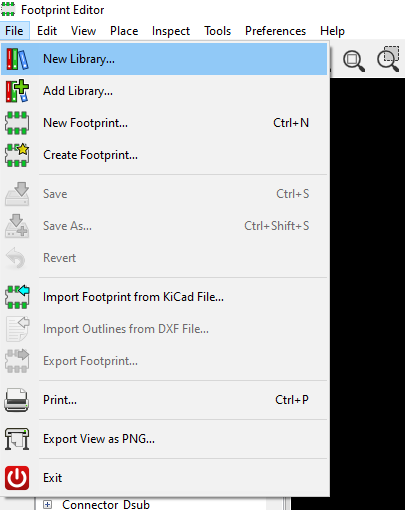 Footprint Editor
File Edit View Place Inspect Tools Preferences Help
New Library...
Add Library...
New Footprint... Ctrl+N
Create Footprint...
Save Ctrl+S
Save As... Ctrl+Shift+S
Revert
Import Footprint from KiCad File...
Import Outlines from DXF File...
Export Footprint...
Print... Ctrl+P
Export View as PNG...
Exit
Connector_Dsub